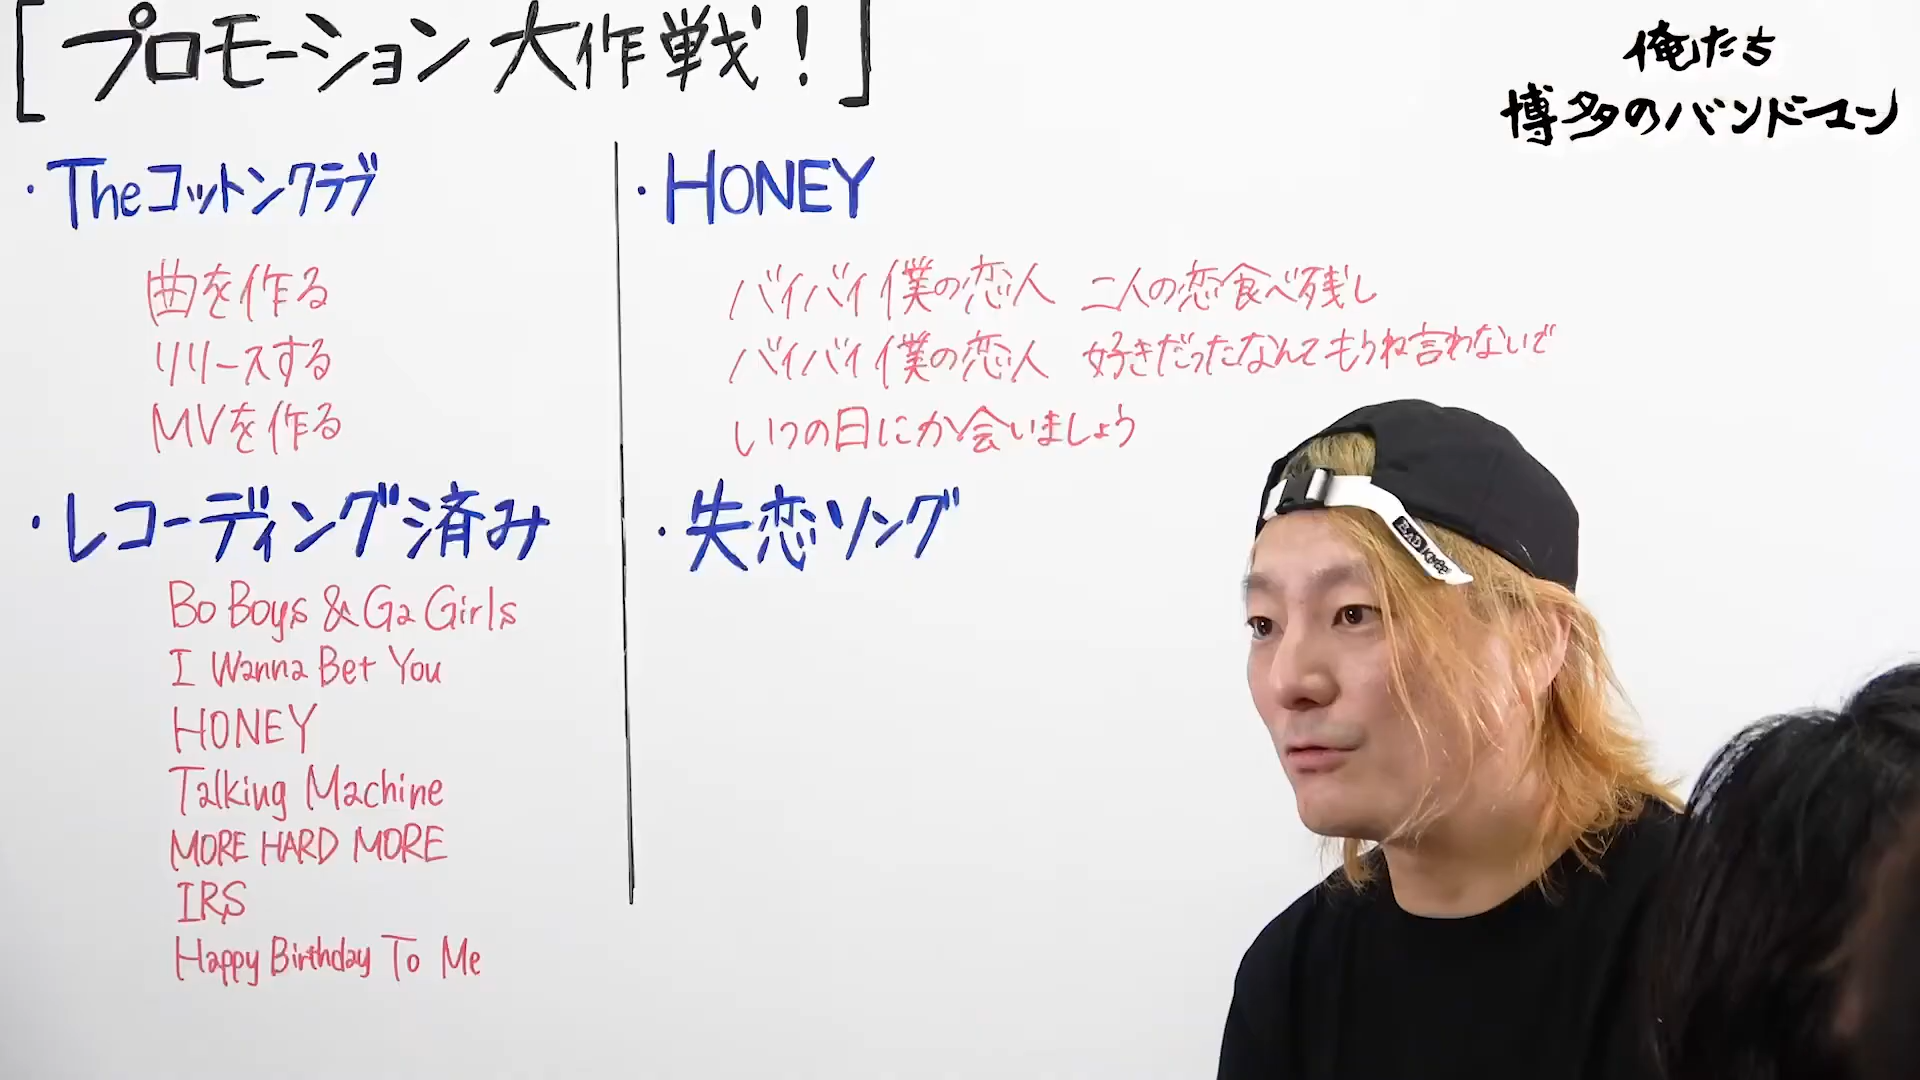 [プロモーション大作戦！]
俺たち
博多のバンドマン
・Theコットンクラブ
曲を作る
リリースする
MVを作る
・レコーディング済み
Bo Boys & Ga Girls
I Wanna Bet You
HONEY
Talking Machine
MORE HARD MORE
IRS
Happy Birthday To Me
・HONEY
バイバイ僕の恋人 二人の恋食べ残し
バイバイ僕の恋人 好きだったなんてもうね言わないで
いつの日にか会いましょう
・失恋ソング